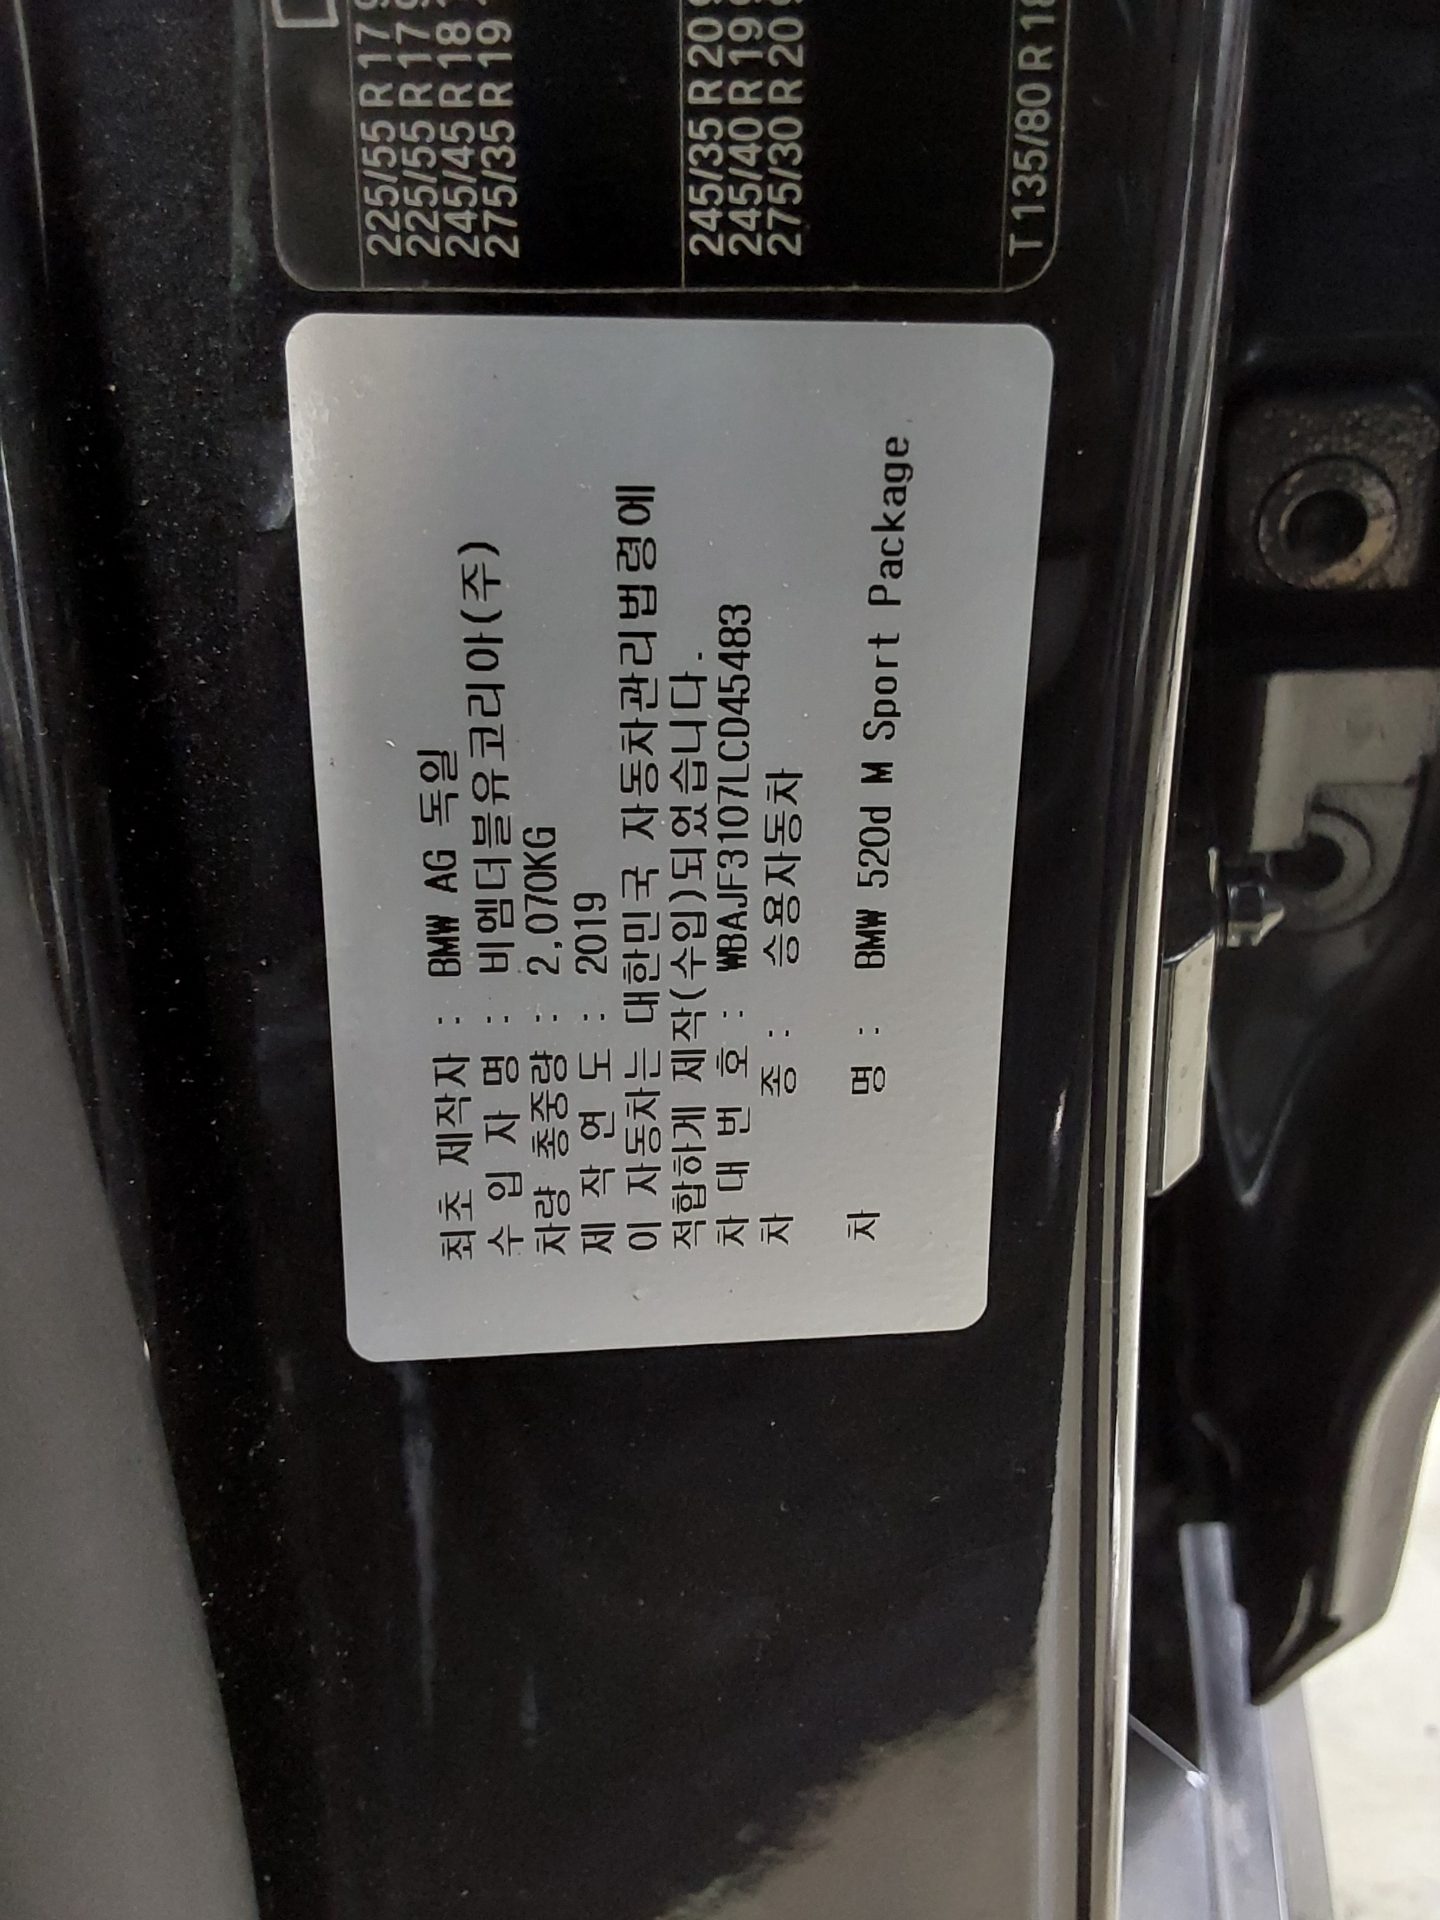 최초 제작자 : BMW AG 독일
수 입 자 명 : 비엠더블유코리아(주)
차량 총중량 : 2,070KG
제 작 연 도 : 2019
이 자동차는 대한민국 자동차관리법령에
적합하게 제작(수입)되었습니다.
차 대 번 호 : WBAJF3107LCD45483
차 종 : 승용자동차
차 명 : BMW 520d M Sport Package
225/55 R 17
225/55 R 17
245/45 R 18
275/35 R 19
245/35 R 20
245/40 R 19
275/30 R 20
T 135/80 R 18